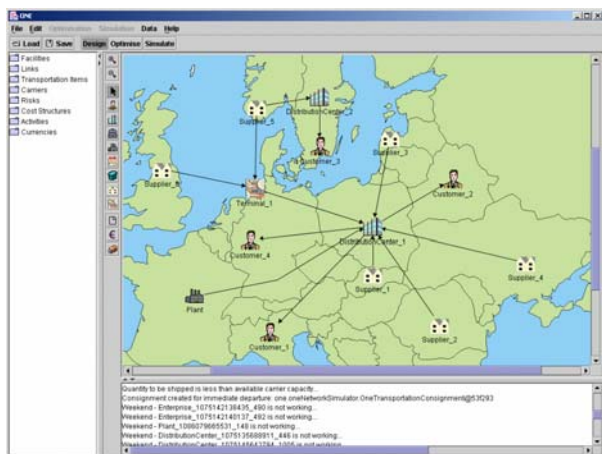 ONE
File Edit Optimisation Simulation Data Help
Load Save Design Optimise Simulate
Facilities
Links
Transportation Items
Carriers
Risks
Cost Structures
Activities
Currencies
Supplier_5
DistributionCenter_2
Customer_3
Supplier_3
Supplier_6
Terminal_1
Customer_2
Customer_4
DistributionCenter_1
Supplier_4
Supplier_1
Plant
Customer_1
Supplier_2
Quantity to be shipped is less than available carrier capacity...
Consignment created for immediate departure: one.oneNetworkSimulator.OneTransportationConsignment@53f293
Weekend - Enterprise_1075142138435_490 is not working...
Weekend - Enterprise_1075142140137_492 is not working...
Weekend - Plant_1086079665531_148 is not working...
Weekend - DistributionCenter_1075135688911_446 is not working...